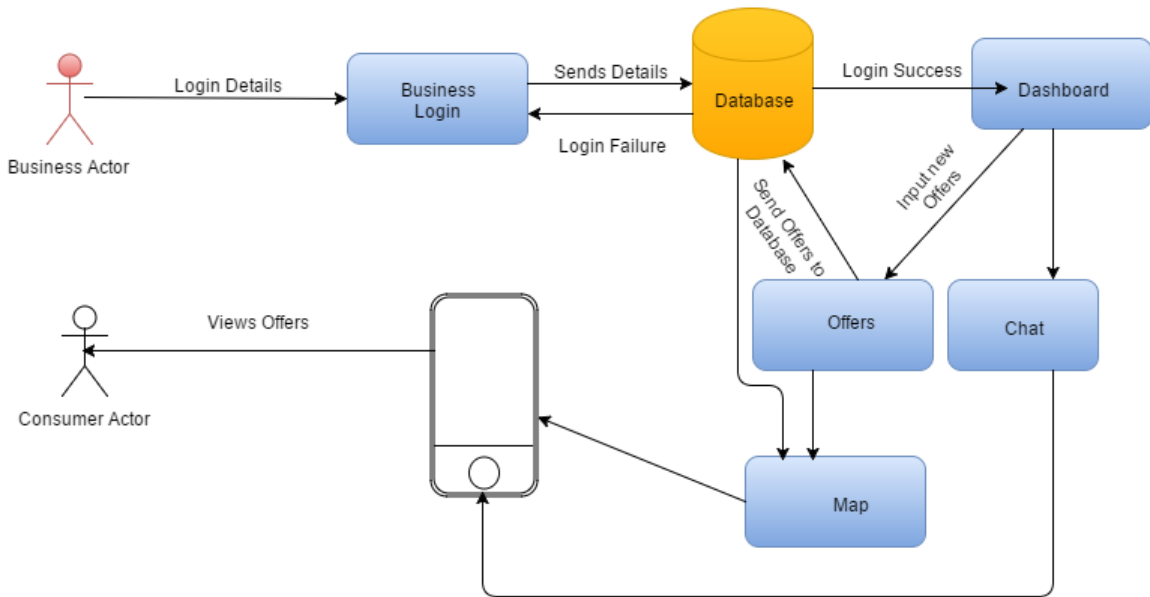 Login Details
Business Actor
Business
Login
Sends Details
Login Failure
Database
Login Success
Dashboard
Input new
Offers
Send Offers to
Database
Offers
Chat
Views Offers
Consumer Actor
Map